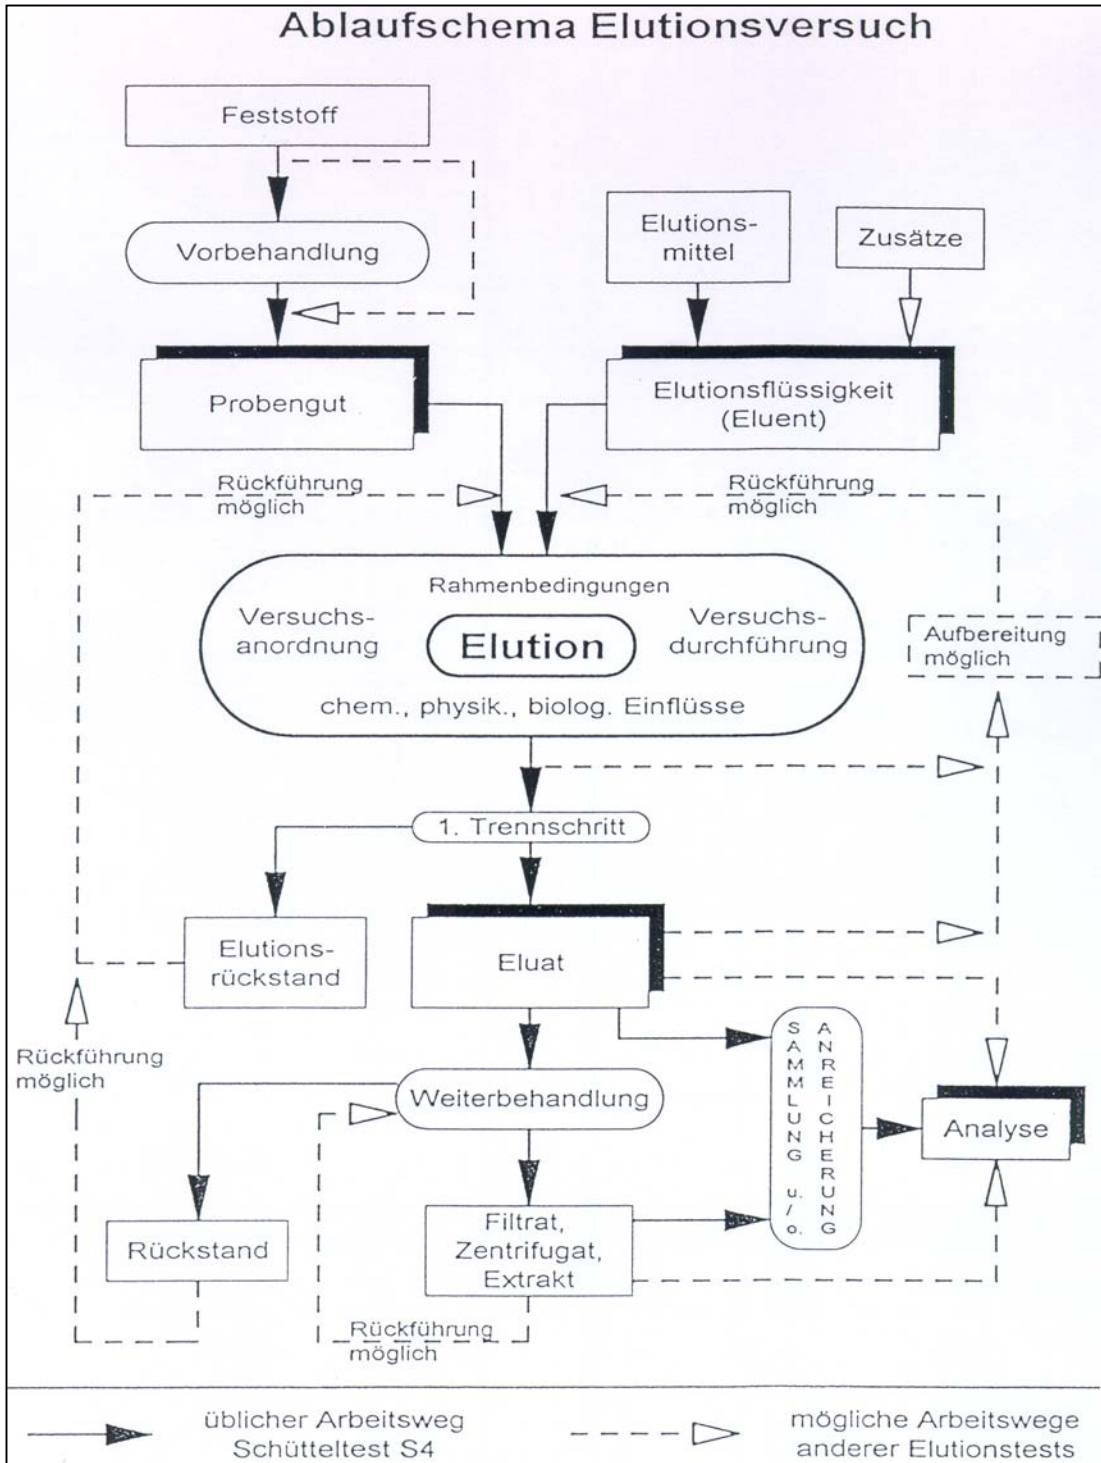 Ablaufschema Elutionsversuch
Feststoff
Vorbehandlung
Elutions-
mittel
Zusätze
Probengut
Elutionsflüssigkeit
(Eluent)
Rückführung
möglich
Rückführung
möglich
Rahmenbedingungen
Versuchs-
anordnung
Elution
Versuchs-
durchführung
chem., physik., biolog. Einflüsse
Aufbereitung
möglich
1. Trennschritt
Elutions-
rückstand
Eluat
Rückführung
möglich
Weiterbehandlung
SAMMLUNG u./o.
ANREICHERUNG
Analyse
Rückstand
Filtrat,
Zentrifugat,
Extrakt
Rückführung
möglich
üblicher Arbeitsweg
Schütteltest S4
mögliche Arbeitswege
anderer Elutionstests